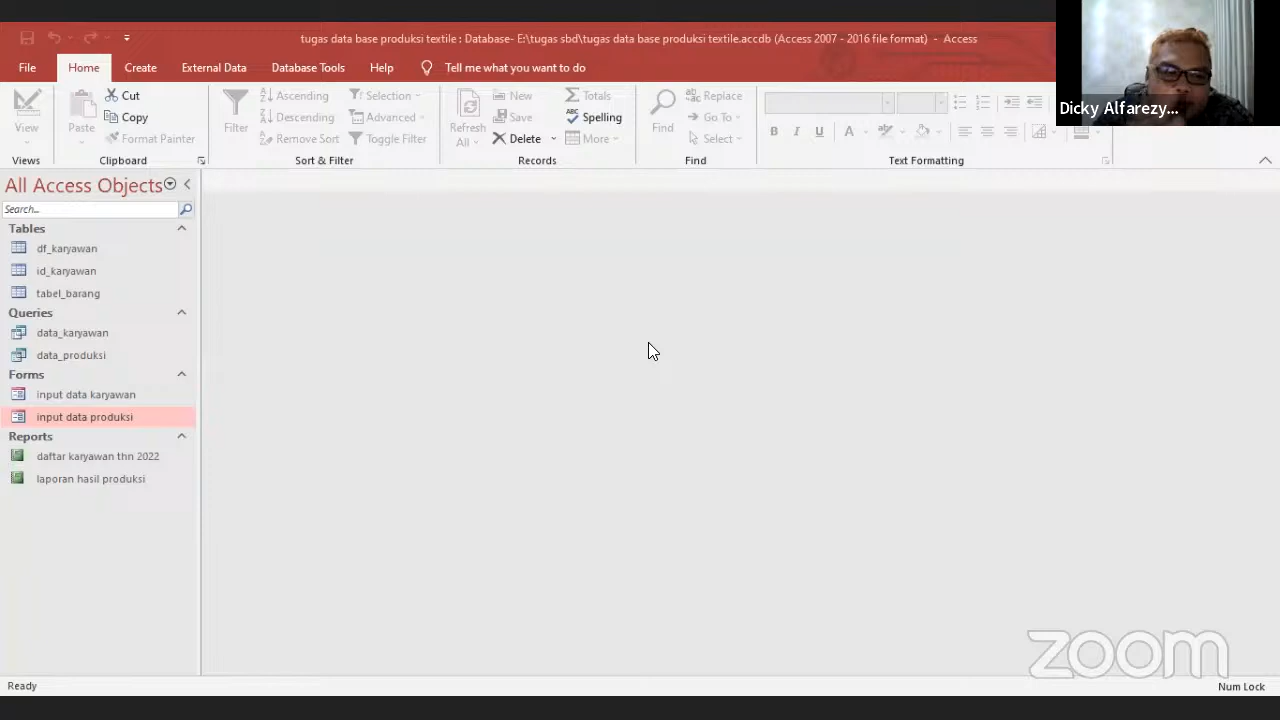 tugas data base produksi textile : Database- E:\tugas sbd\tugas data base produksi textile.accdb (Access 2007 - 2016 file format) - Access
File Home Create External Data Database Tools Help Tell me what you want to do
Dicky Alfarezy...
View
Views
Paste
Cut
Copy
Format Painter
Clipboard
Filter
Ascending
Descending
Remove Sort
Selection
Advanced
Toggle Filter
Sort & Filter
Refresh
All
New
Save
Delete
Totals
Spelling
More
Records
Find
Replace
Go To
Select
Find
B I U A
Text Formatting
All Access Objects
Search...
Tables
df_karyawan
id_karyawan
tabel_barang
Queries
data_karyawan
data_produksi
Forms
input data karyawan
input data produksi
Reports
daftar karyawan thn 2022
laporan hasil produksi
zoom
Ready
Num Lock